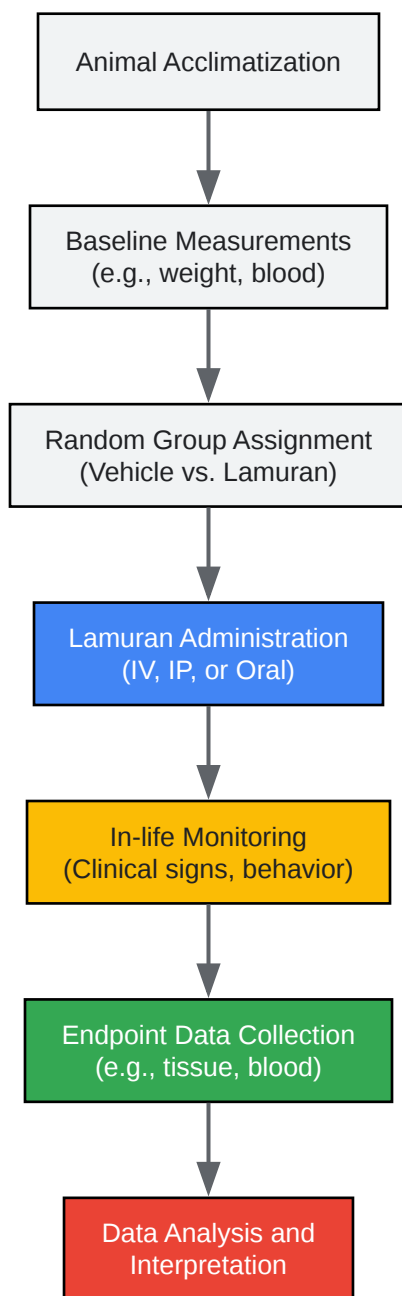 Animal Acclimatization
Baseline Measurements
(e.g., weight, blood)
Random Group Assignment
(Vehicle vs. Lamuran)
Lamuran Administration
(IV, IP, or Oral)
In-life Monitoring
(Clinical signs, behavior)
Endpoint Data Collection
(e.g., tissue, blood)
Data Analysis and
Interpretation